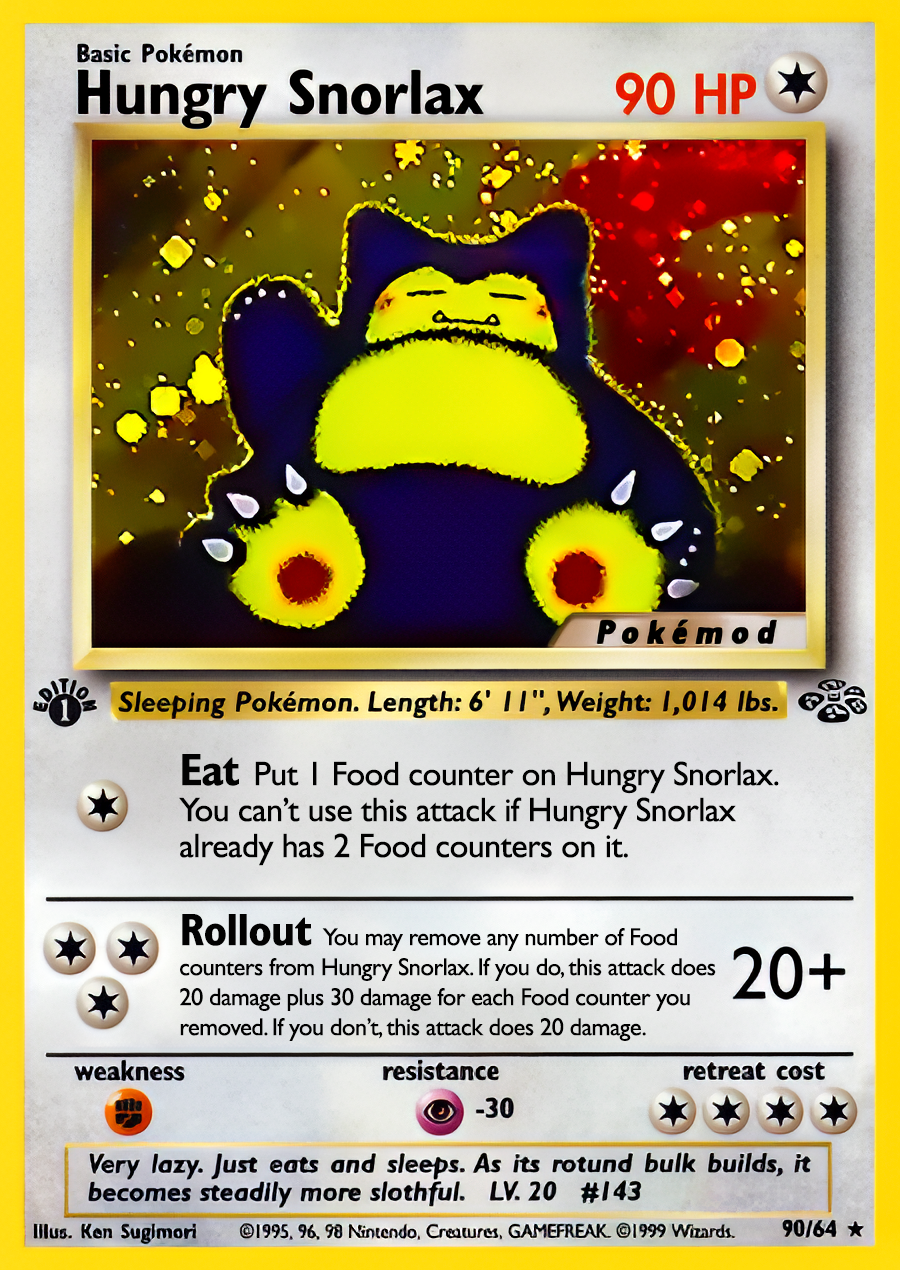 Basic Pokémon
Hungry Snorlax 90 HP
Pokémod
EDITION 1
Sleeping Pokémon. Length: 6' 11", Weight: 1,014 lbs.
Eat Put 1 Food counter on Hungry Snorlax.
You can't use this attack if Hungry Snorlax
already has 2 Food counters on it.
Rollout You may remove any number of Food
counters from Hungry Snorlax. If you do, this attack does
20 damage plus 30 damage for each Food counter you
removed. If you don't, this attack does 20 damage.
20+
weakness resistance retreat cost
-30
Very lazy. Just eats and sleeps. As its rotund bulk builds, it
becomes steadily more slothful. LV. 20 #143
Illus. Ken Sugimori ©1995, 96, 98 Nintendo, Creatures, GAMEFREAK. ©1999 Wizards. 90/64 ★